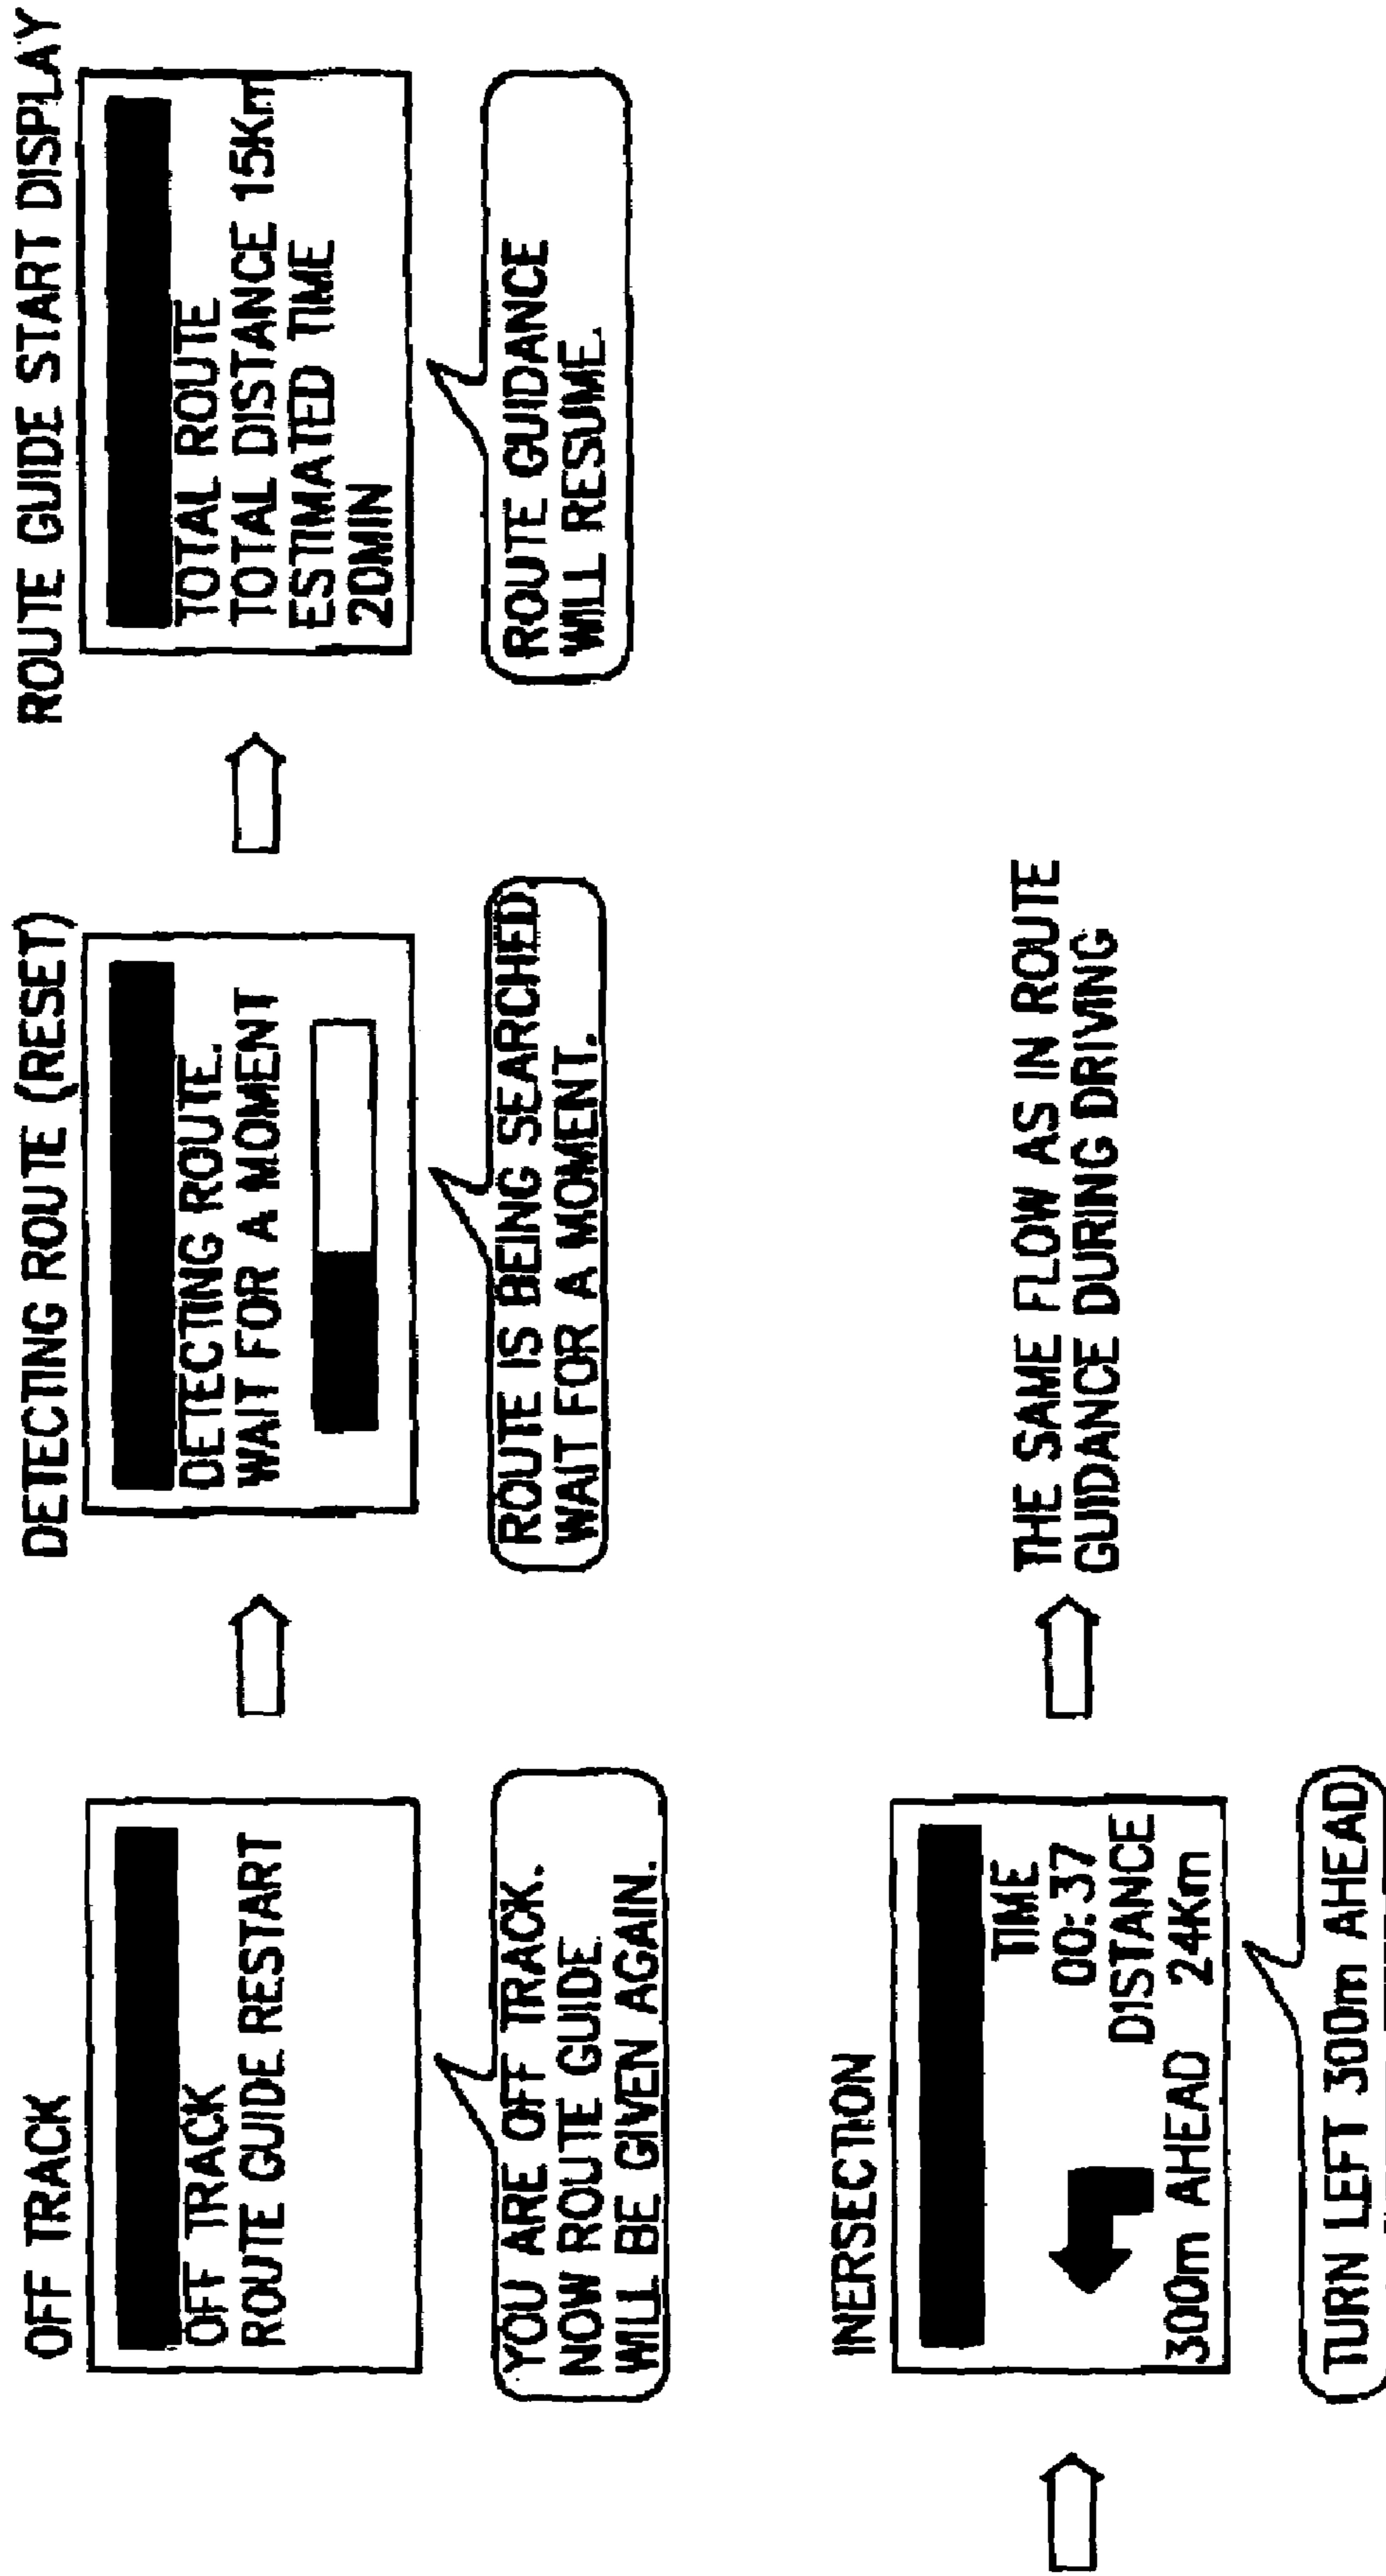 OFF TRACK
OFF TRACK
ROUTE GUIDE RESTART
YOU ARE OFF TRACK.
NOW ROUTE GUIDE
WILL BE GIVEN AGAIN.
DETECTING ROUTE (RESET)
DETECTING ROUTE.
WAIT FOR A MOMENT
ROUTE IS BEING SEARCHED.
WAIT FOR A MOMENT.
ROUTE GUIDE START DISPLAY
TOTAL ROUTE
TOTAL DISTANCE 15Km
ESTIMATED TIME
20MIN
ROUTE GUIDANCE
WILL RESUME.
INERSECTION
TIME
00:37
DISTANCE
300m AHEAD 24Km
TURN LEFT 300m AHEAD
THE SAME FLOW AS IN ROUTE
GUIDANCE DURING DRIVING